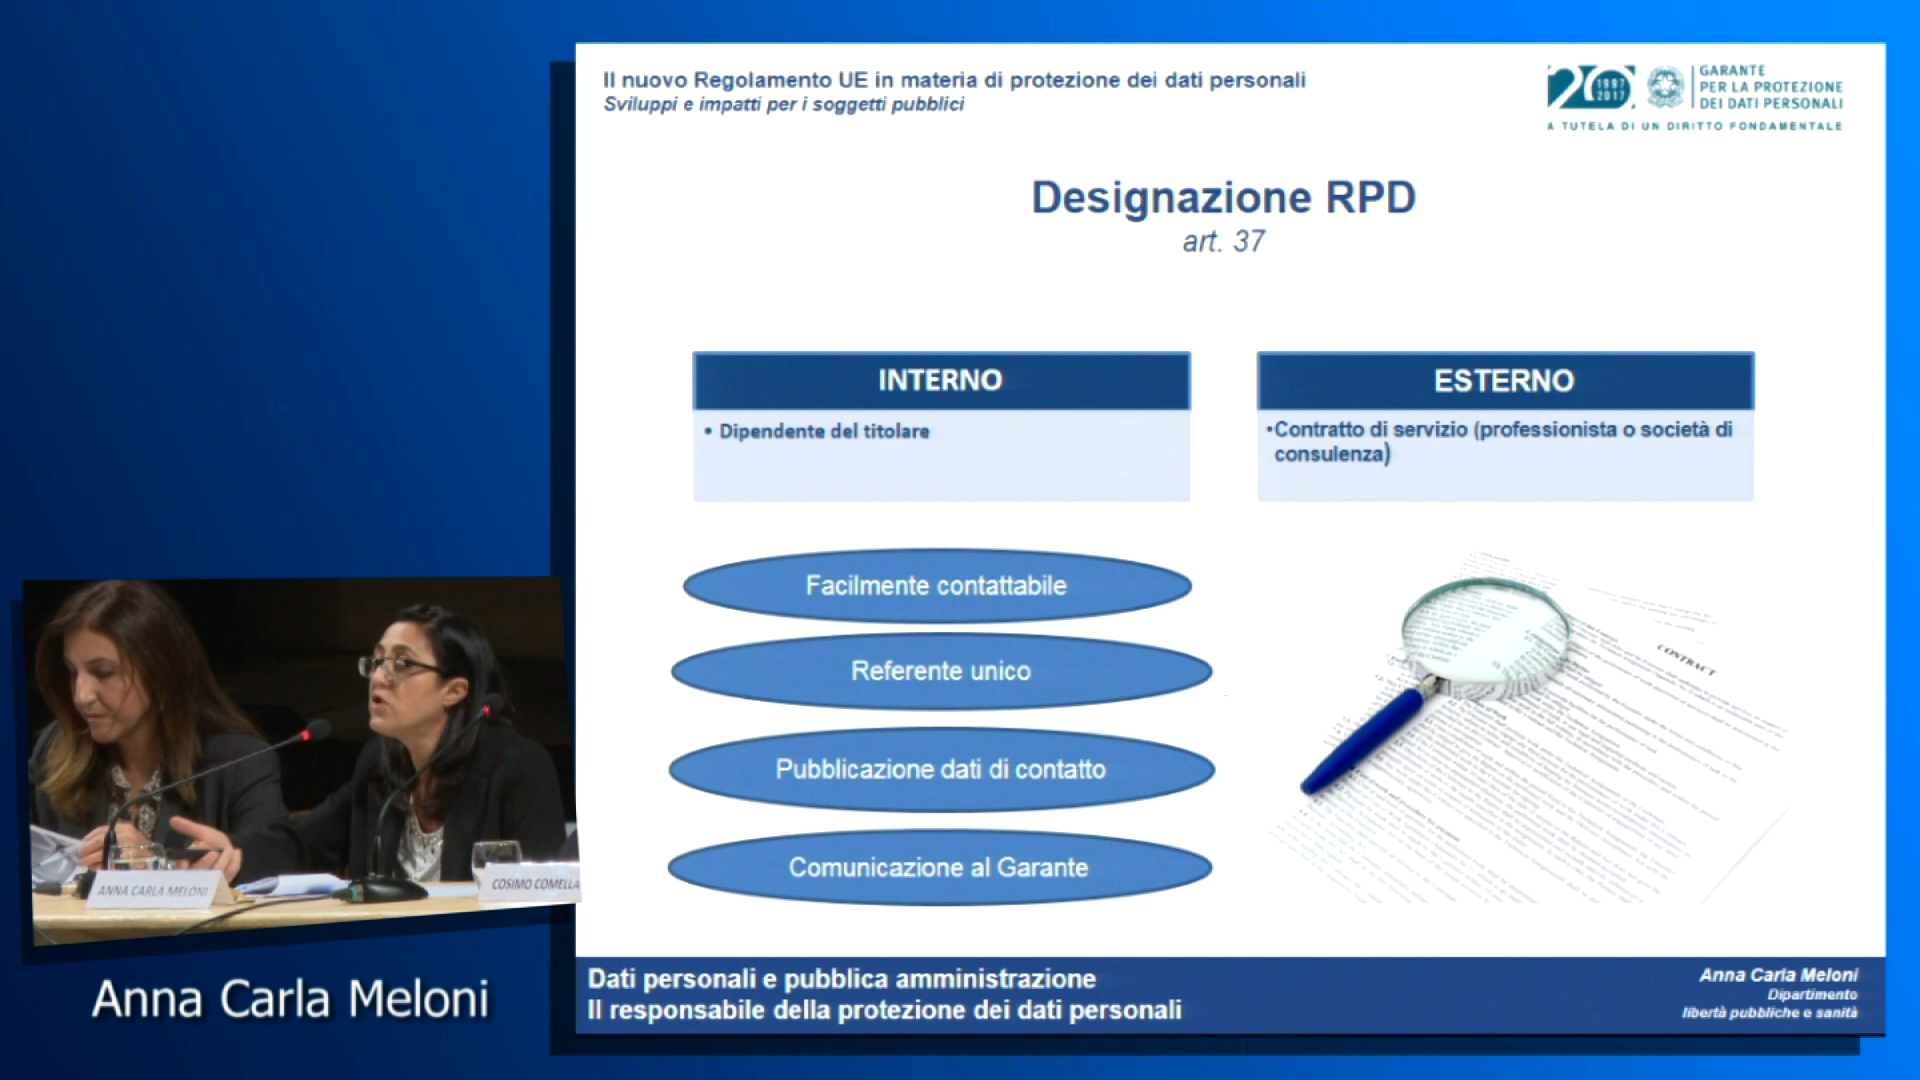 Il nuovo Regolamento UE in materia di protezione dei dati personali
Sviluppi e impatti per i soggetti pubblici
20
1997
2017
GARANTE
PER LA PROTEZIONE
DEI DATI PERSONALI
A TUTELA DI UN DIRITTO FONDAMENTALE
Designazione RPD
art. 37
INTERNO
• Dipendente del titolare
ESTERNO
•Contratto di servizio (professionista o società di
consulenza)
Facilmente contattabile
Referente unico
Pubblicazione dati di contatto
Comunicazione al Garante
CONTRACT
ANNA CARLA MELONI
COSIMO COMELLA
Anna Carla Meloni
Dati personali e pubblica amministrazione
Il responsabile della protezione dei dati personali
Anna Carla Meloni
Dipartimento
libertà pubbliche e sanità